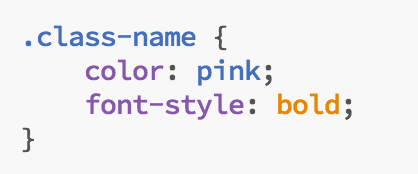 .class-name {
    color: pink;
    font-style: bold;
}